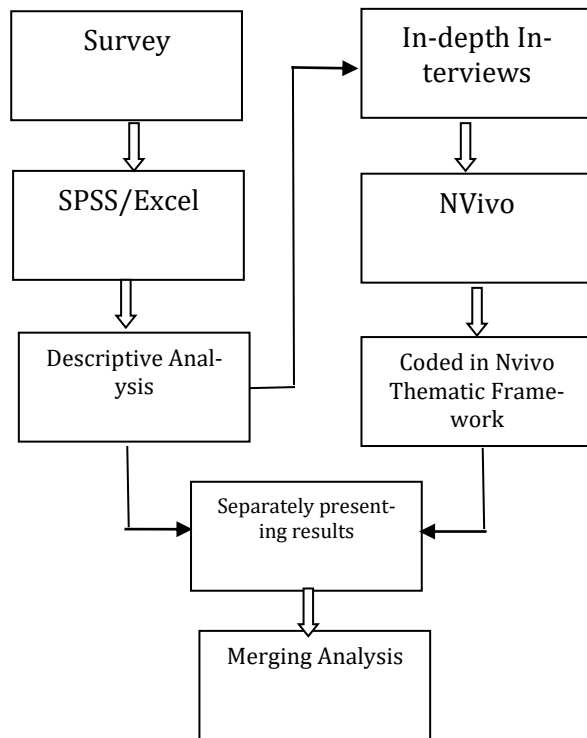 Survey
SPSS/Excel
Descriptive Anal-
ysis
In-depth In-
terviews
NVivo
Coded in Nvivo
Thematic Frame-
work
Separately present-
ing results
Merging Analysis